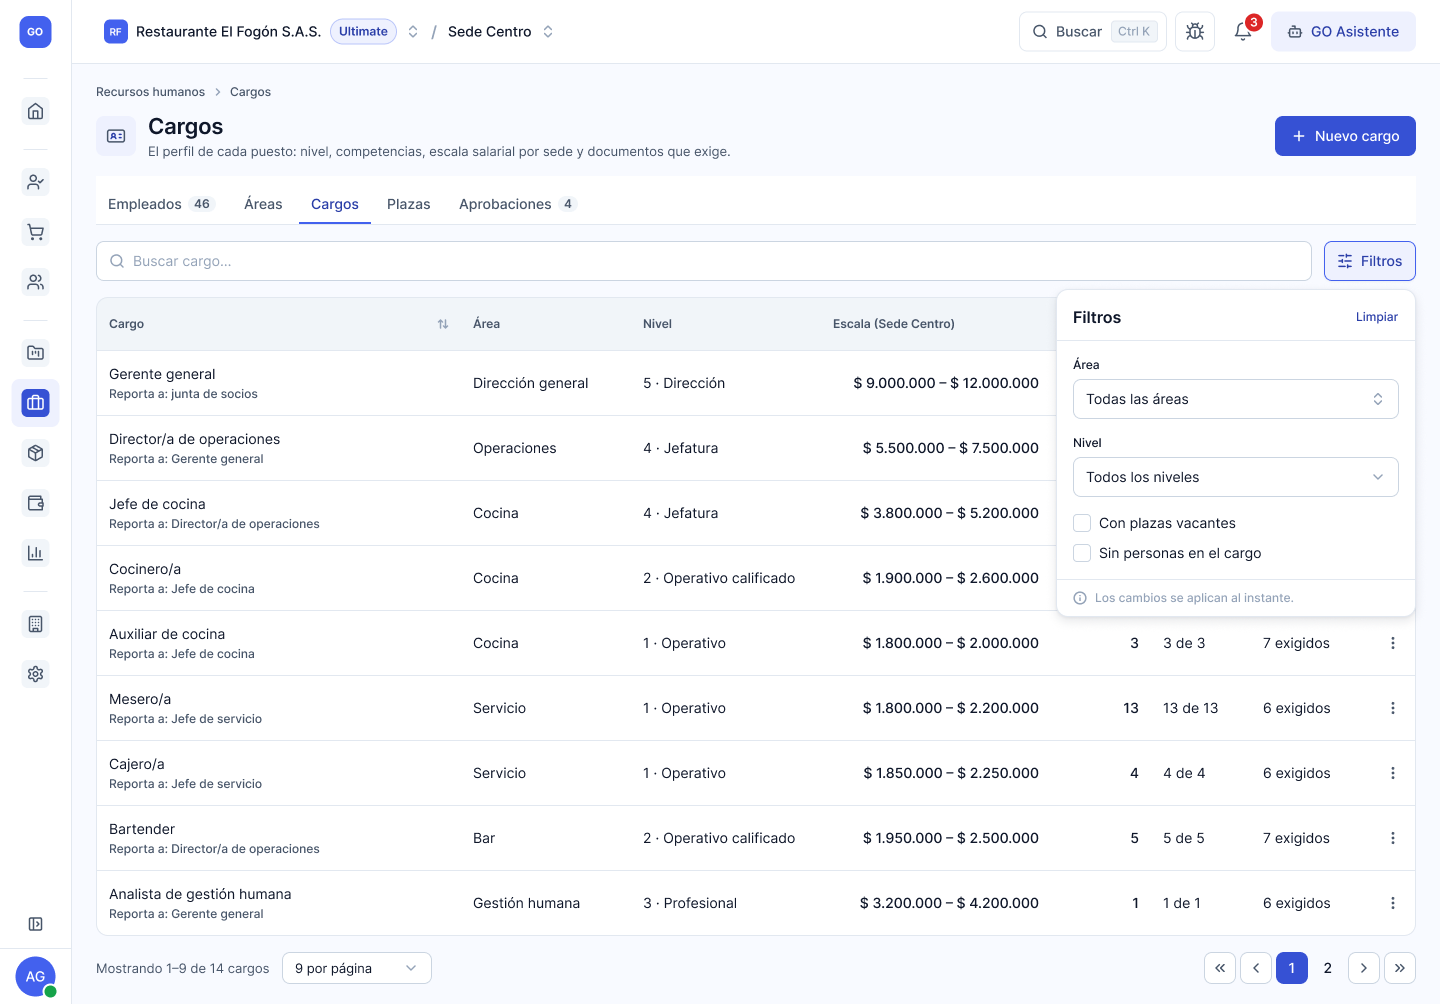 GO
RF Restaurante El Fogón S.A.S. Ultimate / Sede Centro
Buscar Ctrl K
3
GO Asistente
Recursos humanos > Cargos
Cargos
El perfil de cada puesto: nivel, competencias, escala salarial por sede y documentos que exige.
+ Nuevo cargo
Empleados 46 Áreas Cargos Plazas Aprobaciones 4
Buscar cargo...
Filtros
Cargo Área Nivel Escala (Sede Centro)
Gerente general
Reporta a: junta de socios
Dirección general 5 · Dirección $ 9.000.000 – $ 12.000.000
Director/a de operaciones
Reporta a: Gerente general
Operaciones 4 · Jefatura $ 5.500.000 – $ 7.500.000
Jefe de cocina
Reporta a: Director/a de operaciones
Cocina 4 · Jefatura $ 3.800.000 – $ 5.200.000
Cocinero/a
Reporta a: Jefe de cocina
Cocina 2 · Operativo calificado $ 1.900.000 – $ 2.600.000
Auxiliar de cocina
Reporta a: Jefe de cocina
Cocina 1 · Operativo $ 1.800.000 – $ 2.000.000 3 3 de 3 7 exigidos
Mesero/a
Reporta a: Jefe de servicio
Servicio 1 · Operativo $ 1.800.000 – $ 2.200.000 13 13 de 13 6 exigidos
Cajero/a
Reporta a: Jefe de servicio
Servicio 1 · Operativo $ 1.850.000 – $ 2.250.000 4 4 de 4 6 exigidos
Bartender
Reporta a: Director/a de operaciones
Bar 2 · Operativo calificado $ 1.950.000 – $ 2.500.000 5 5 de 5 7 exigidos
Analista de gestión humana
Reporta a: Gerente general
Gestión humana 3 · Profesional $ 3.200.000 – $ 4.200.000 1 1 de 1 6 exigidos
Filtros Limpiar
Área
Todas las áreas
Nivel
Todos los niveles
Con plazas vacantes
Sin personas en el cargo
Los cambios se aplican al instante.
Mostrando 1–9 de 14 cargos 9 por página
« ‹ 1 2 › »
AG